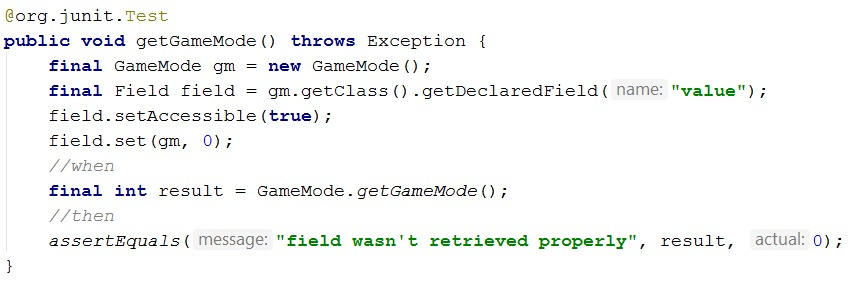 @org.junit.Test
public void getGameMode() throws Exception {
    final GameMode gm = new GameMode();
    final Field field = gm.getClass().getDeclaredField( name: "value");
    field.setAccessible(true);
    field.set(gm, 0);
    //when
    final int result = GameMode.getGameMode();
    //then
    assertEquals( message: "field wasn't retrieved properly", result, actual: 0);
}